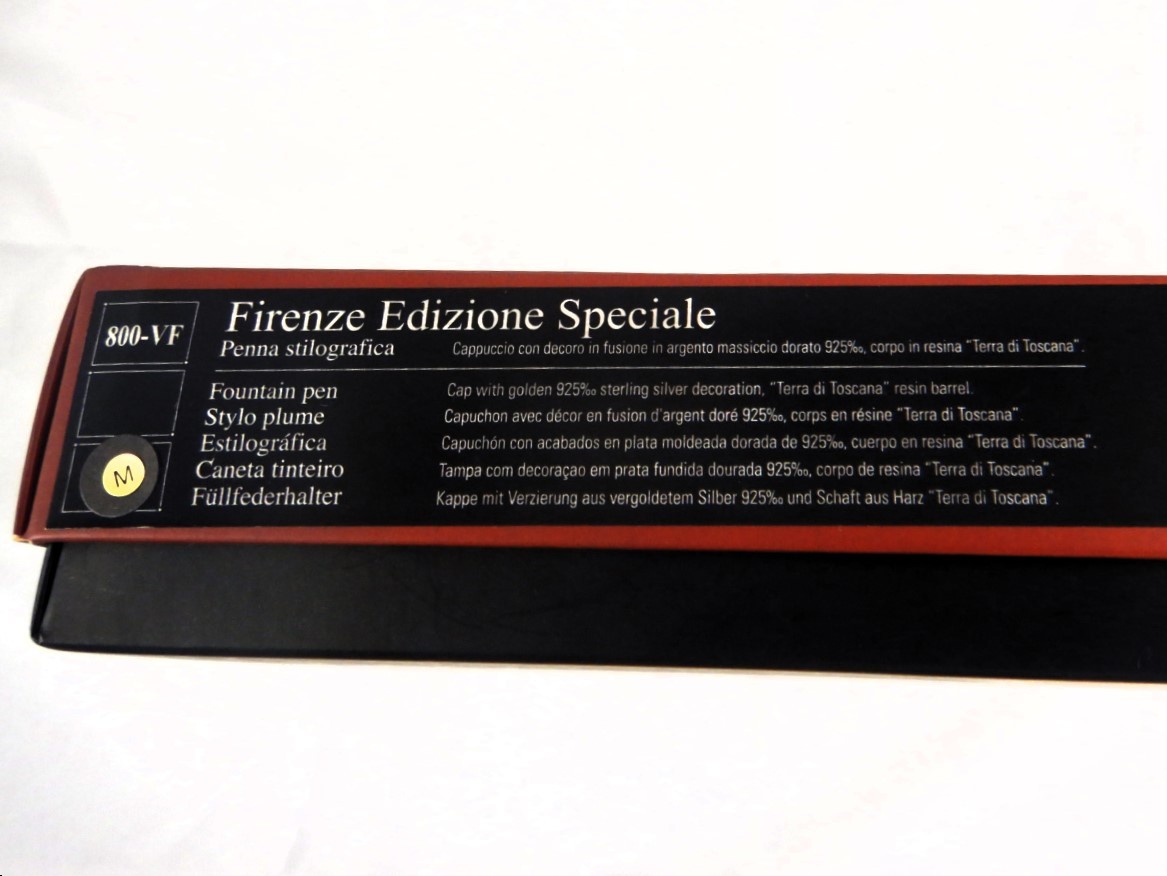 800-VF
Firenze Edizione Speciale
Penna stilografica Cappuccio con decoro in fusione in argento massiccio dorato 925‰, corpo in resina "Terra di Toscana".
Fountain pen Cap with golden 925‰ sterling silver decoration, "Terra di Toscana" resin barrel.
Stylo plume Capuchon avec décor en fusion d'argent doré 925‰, corps en résine "Terra di Toscana".
Estilográfica Capuchón con acabados en plata moldeada dorada de 925‰, cuerpo en resina "Terra di Toscana".
Caneta tinteiro Tampa com decoraçao em prata fundida dourada 925‰, corpo de resina "Terra di Toscana".
Füllfederhalter Kappe mit Verzierung aus vergoldetem Silber 925‰ und Schaft aus Harz "Terra di Toscana".
M